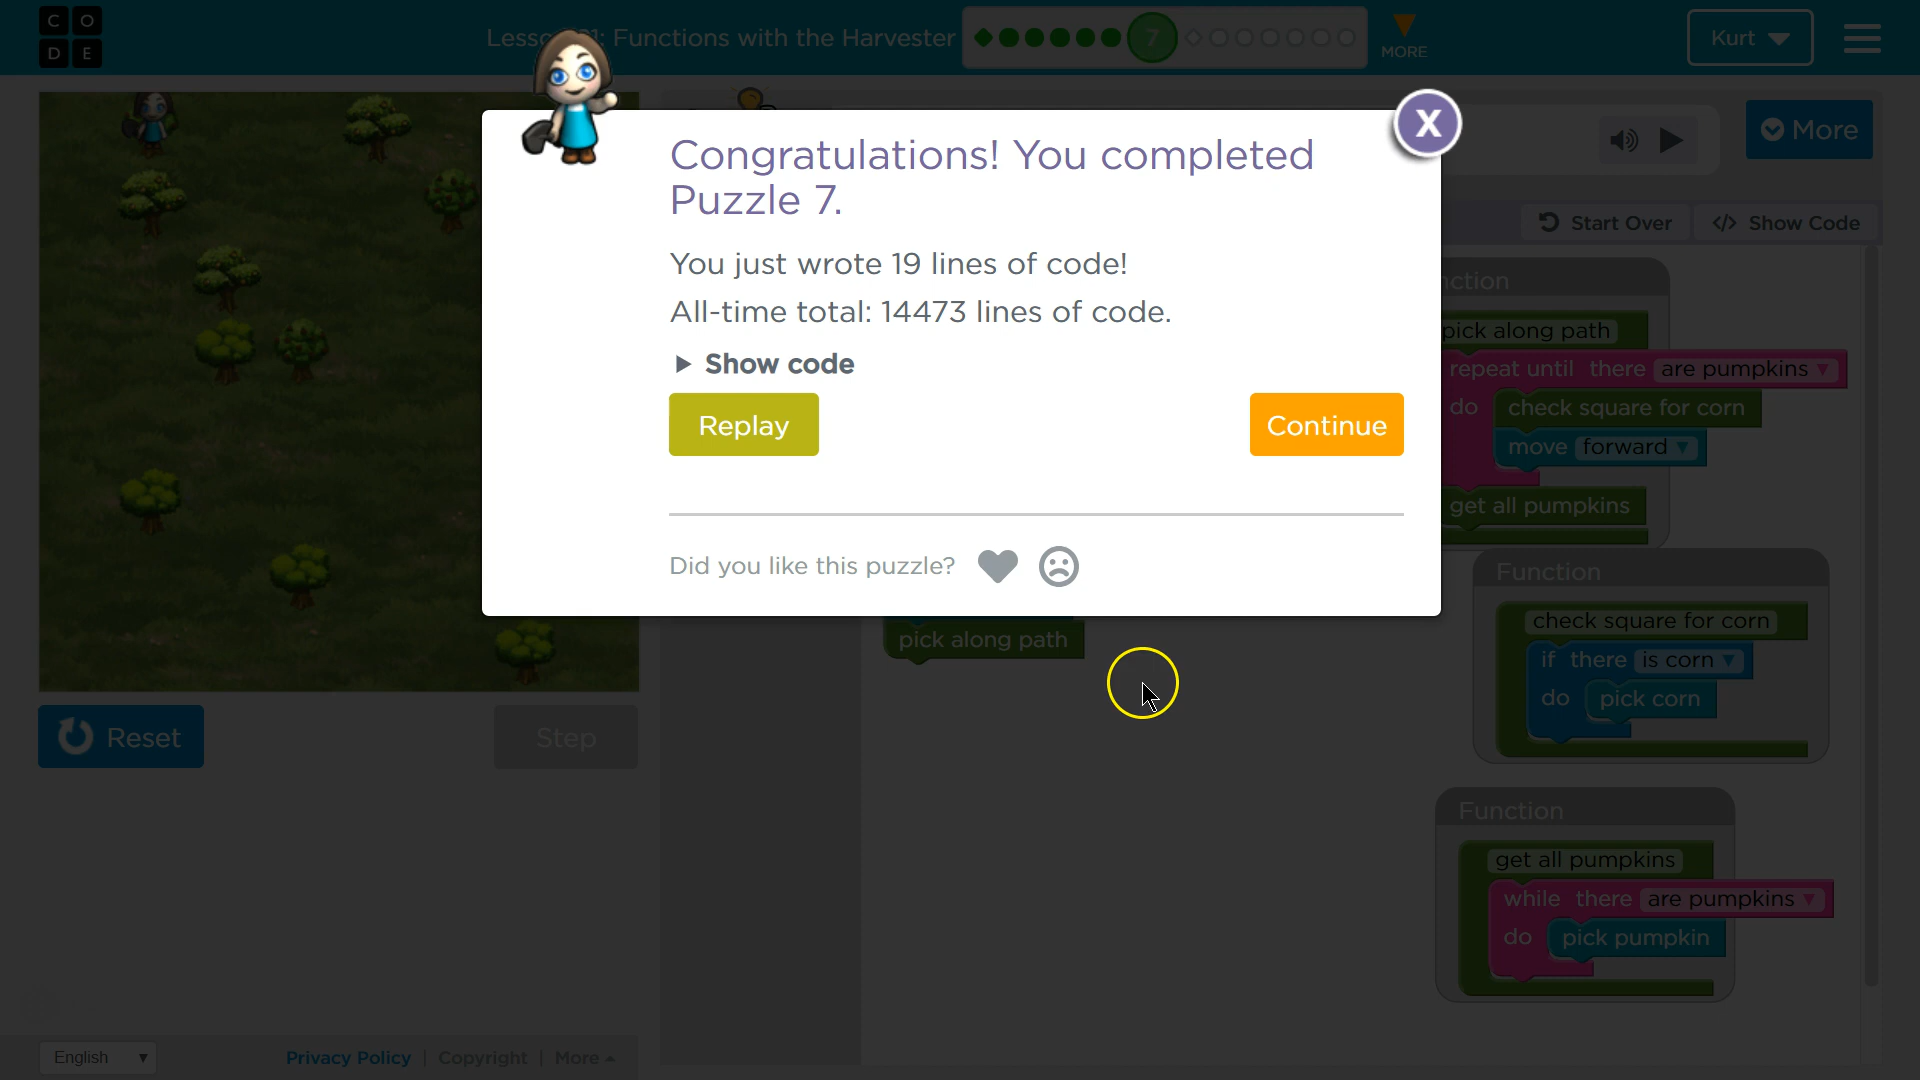 C O
D E
Functions with the Harvester
7
MORE
Kurt
X
Congratulations! You completed
Puzzle 7.
You just wrote 19 lines of code!
All-time total: 14473 lines of code.
Show code
Replay
Continue
Did you like this puzzle?
More
Start Over
</> Show Code
pick along path
repeat until there are pumpkins
do check square for corn
move forward
get all pumpkins
Function
check square for corn
if there is corn
do pick corn
Function
get all pumpkins
while there are pumpkins
do pick pumpkin
pick along path
Reset
Step
English
Privacy Policy | Copyright | More